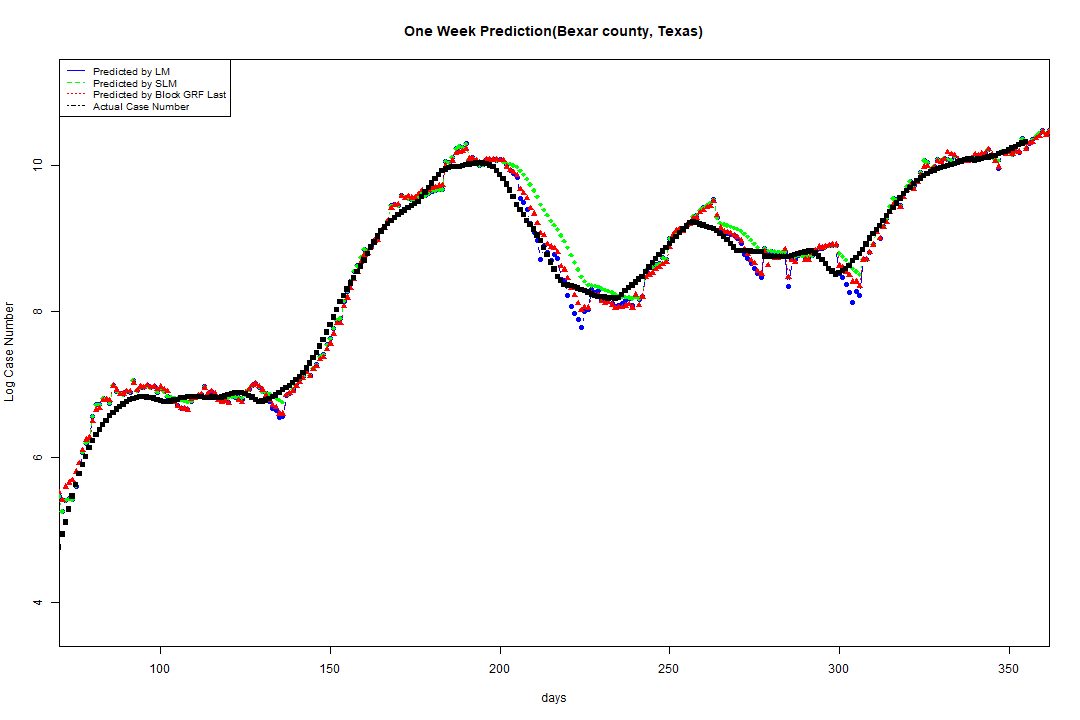 One Week Prediction(Bexar county, Texas)
Predicted by LM
Predicted by SLM
Predicted by Block GRF Last
Actual Case Number
10
8
6
4
Log Case Number
100 150 200 250 300 350
days